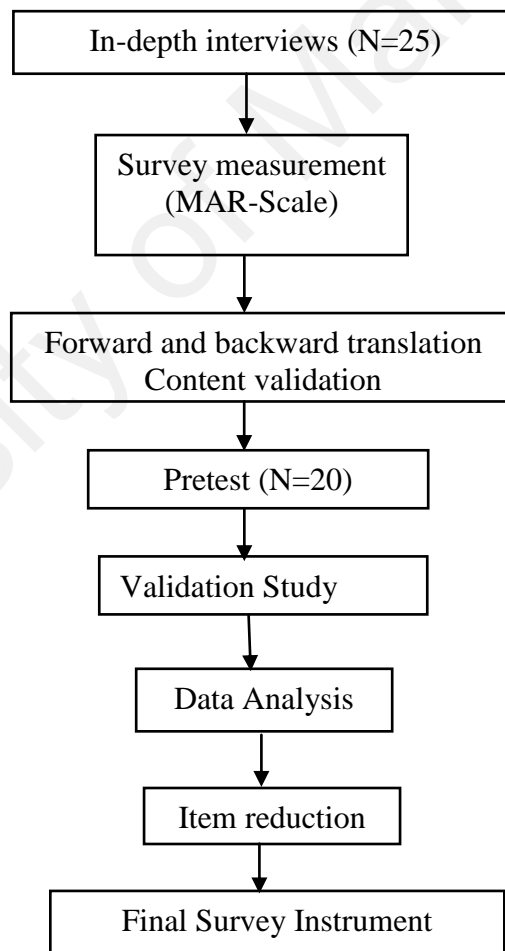 In-depth interviews (N=25)
Survey measurement
(MAR-Scale)
Forward and backward translation
Content validation
Pretest (N=20)
Validation Study
Data Analysis
Item reduction
Final Survey Instrument